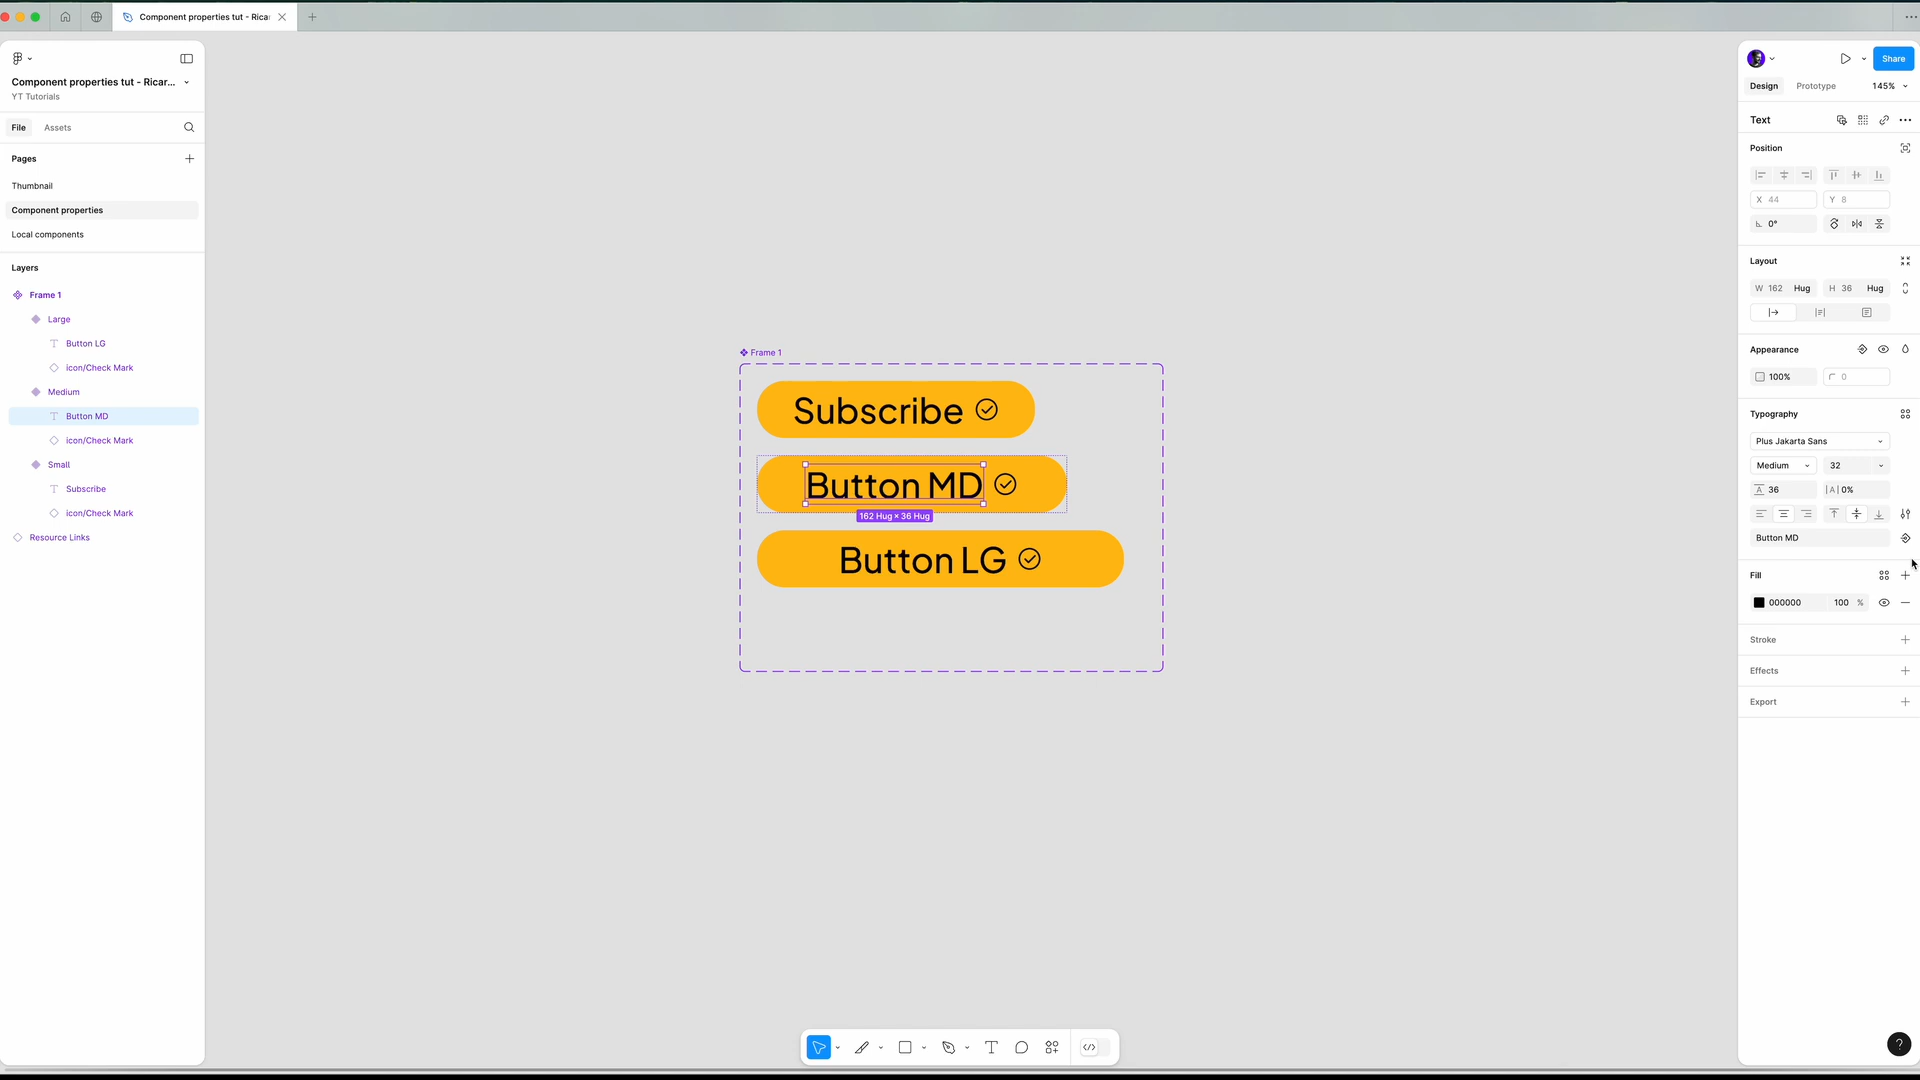 Component properties tut - Rica
Component properties tut - Ricar...
YT Tutorials
File Assets
Pages
Thumbnail
Component properties
Local components
Layers
Frame 1
Large
Button LG
icon/Check Mark
Medium
Button MD
icon/Check Mark
Small
Subscribe
icon/Check Mark
Resource Links
Frame 1
Subscribe
Button MD
162 Hug × 36 Hug
Button LG
Share
Design Prototype 145%
Text
Position
X 44 Y 8
0°
Layout
W 162 Hug H 36 Hug
Appearance
100% 0
Typography
Plus Jakarta Sans
Medium 32
36 |A| 0%
Button MD
Fill
000000 100 %
Stroke
Effects
Export
?